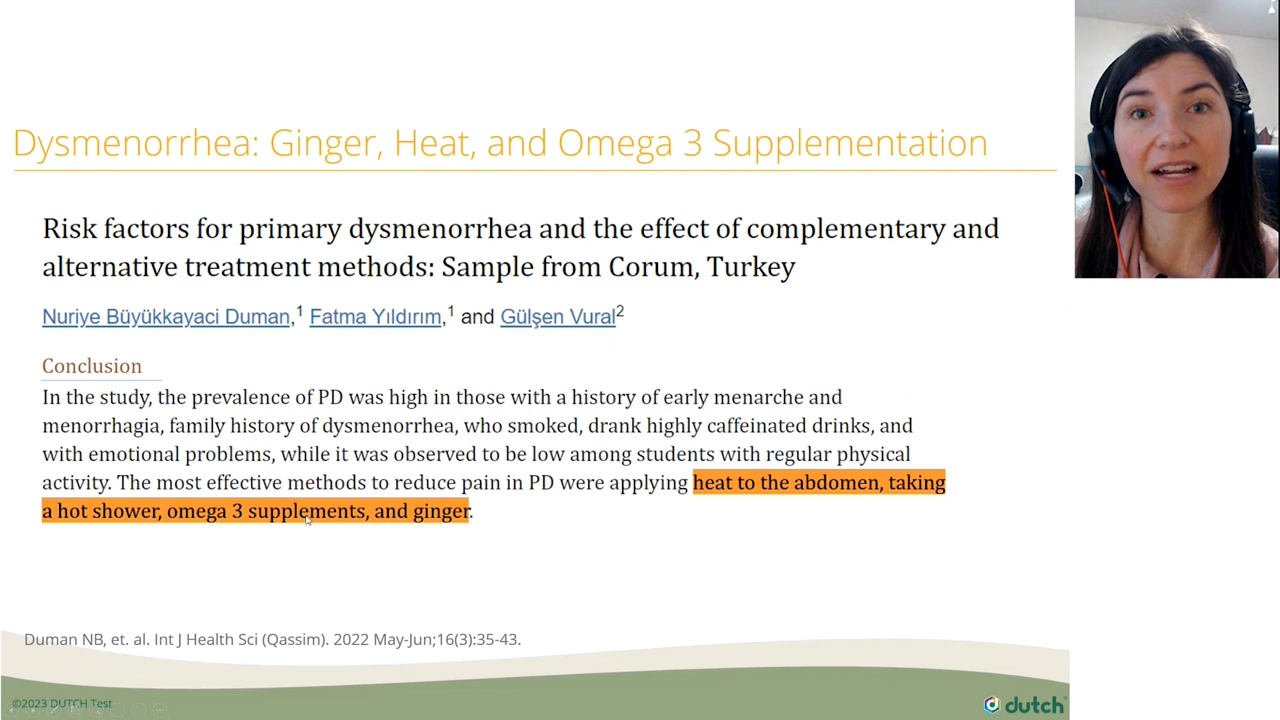 Dysmenorrhea: Ginger, Heat, and Omega 3 Supplementation
Risk factors for primary dysmenorrhea and the effect of complementary and
alternative treatment methods: Sample from Corum, Turkey
Nuriye Büyükkayaci Duman,1 Fatma Yıldırım,1 and Gülşen Vural2
Conclusion
In the study, the prevalence of PD was high in those with a history of early menarche and
menorrhagia, family history of dysmenorrhea, who smoked, drank highly caffeinated drinks, and
with emotional problems, while it was observed to be low among students with regular physical
activity. The most effective methods to reduce pain in PD were applying heat to the abdomen, taking
a hot shower, omega 3 supplements, and ginger.
Duman NB, et. al. Int J Health Sci (Qassim). 2022 May-Jun;16(3):35-43.
©2023 DUTCH Test
dutch